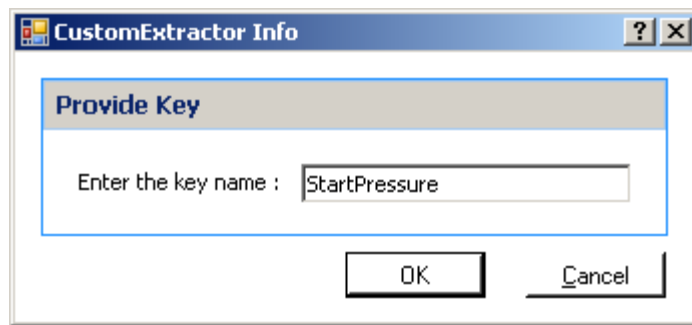 CustomExtractor Info
Provide Key
Enter the key name : StartPressure
OK Cancel